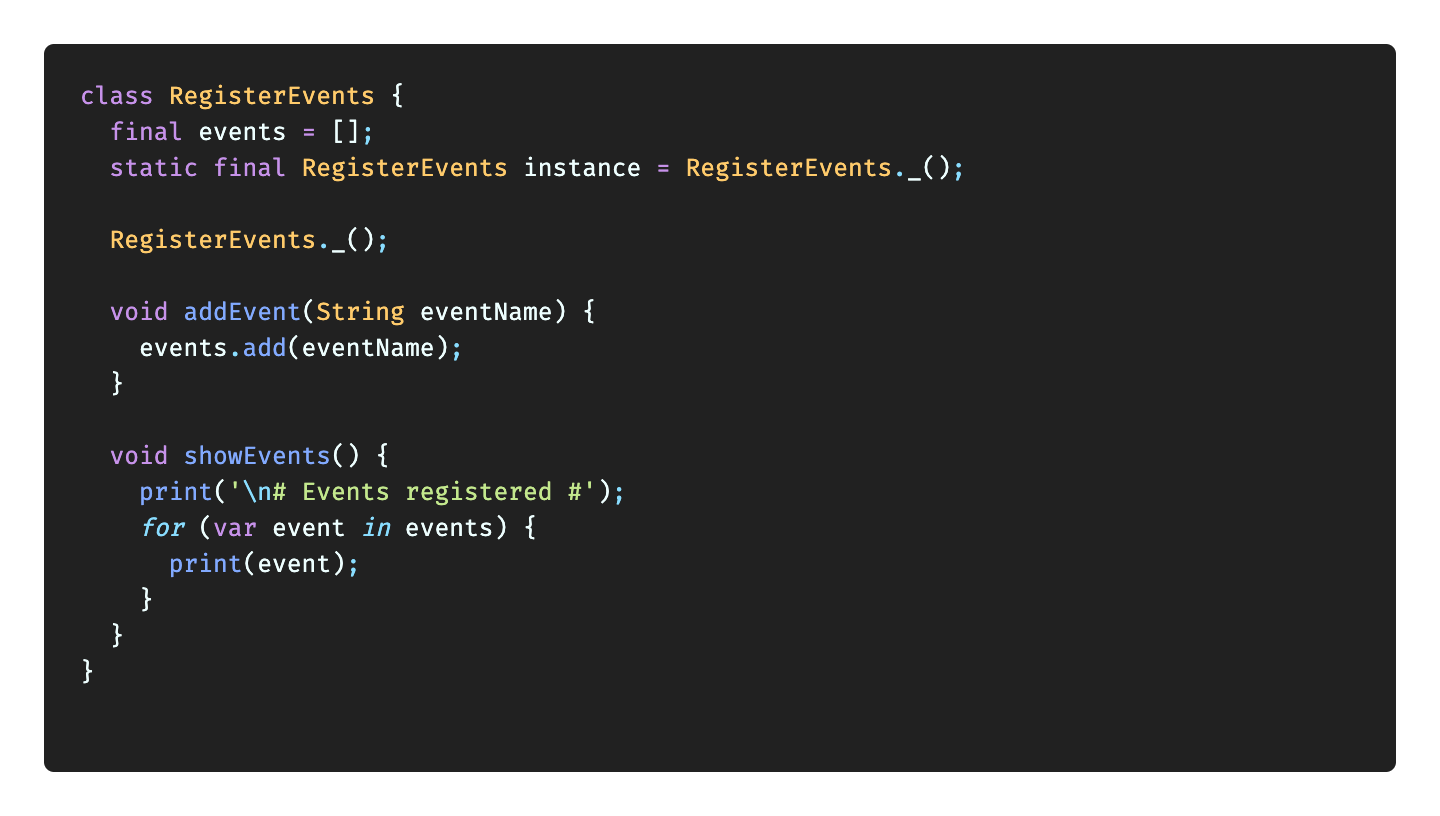 class RegisterEvents {
  final events = [];
  static final RegisterEvents instance = RegisterEvents._();

  RegisterEvents._();

  void addEvent(String eventName) {
    events.add(eventName);
  }

  void showEvents() {
    print('\n# Events registered #');
    for (var event in events) {
      print(event);
    }
  }
}